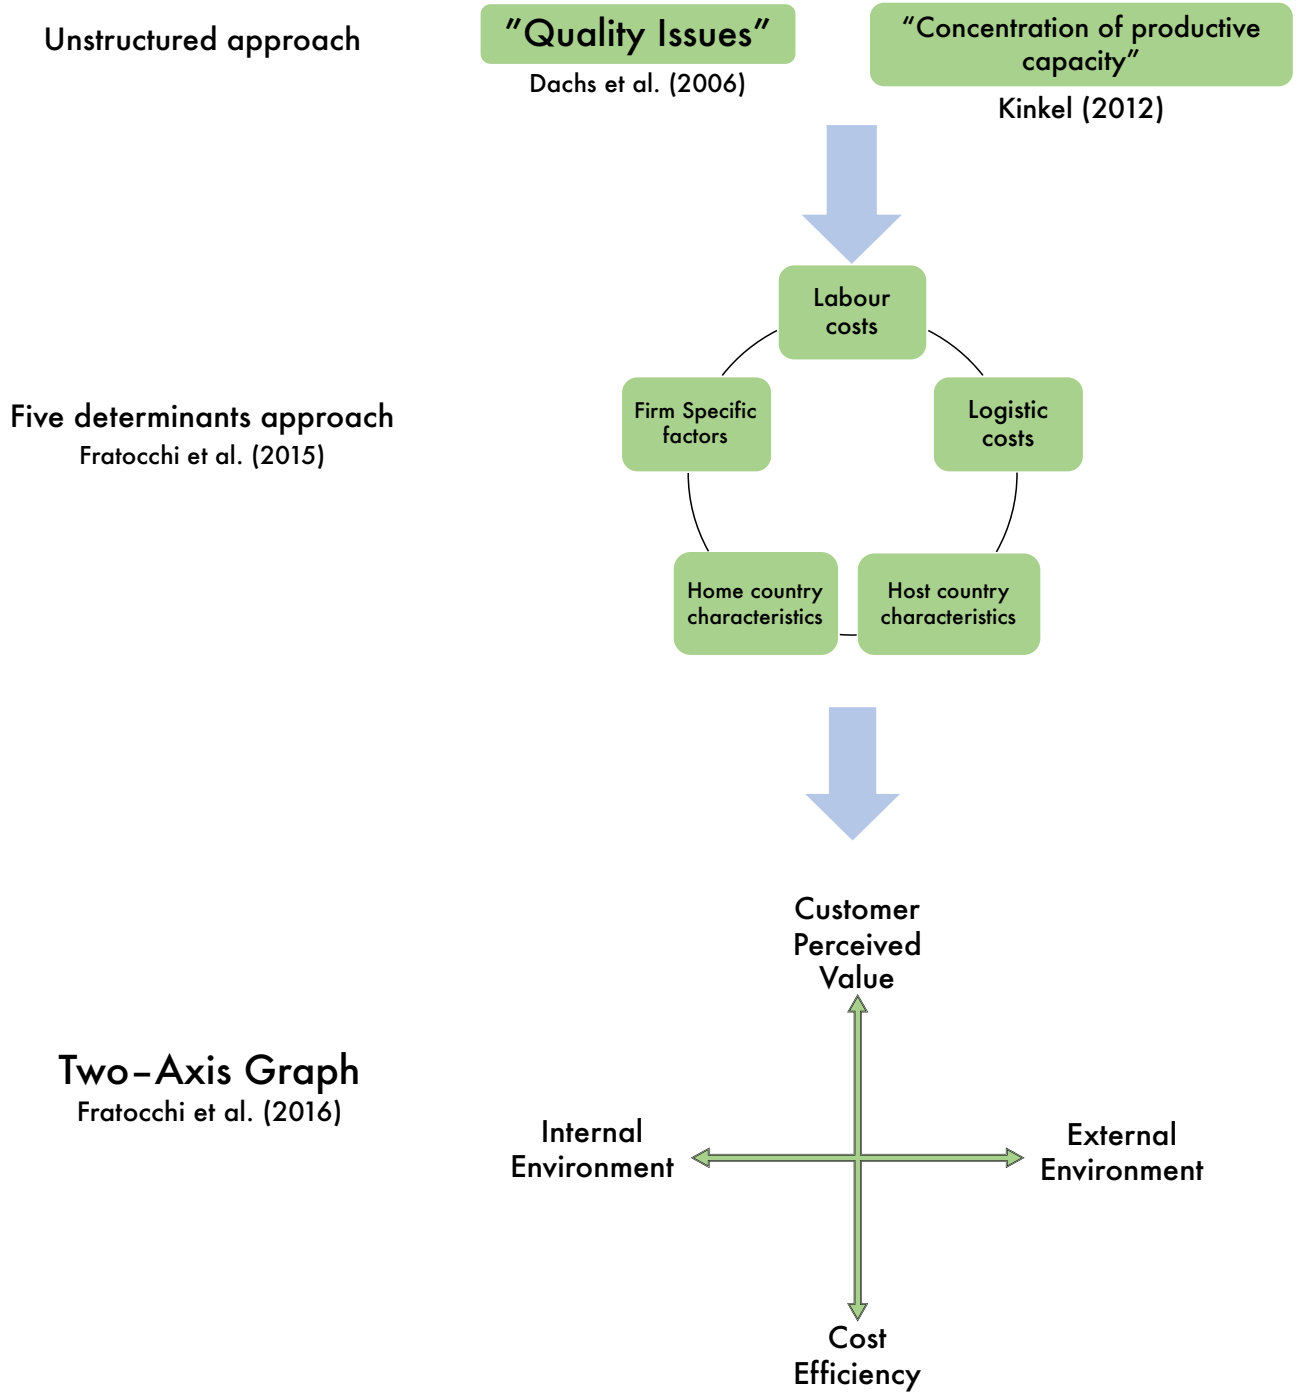 Unstructured approach
”Quality Issues”
Dachs et al. (2006)
“Concentration of productive
capacity”
Kinkel (2012)
Labour
costs
Firm Specific
factors
Logistic
costs
Five determinants approach
Fratocchi et al. (2015)
Home country
characteristics
Host country
characteristics
Customer
Perceived
Value
Two–Axis Graph
Fratocchi et al. (2016)
Internal
Environment
External
Environment
Cost
Efficiency